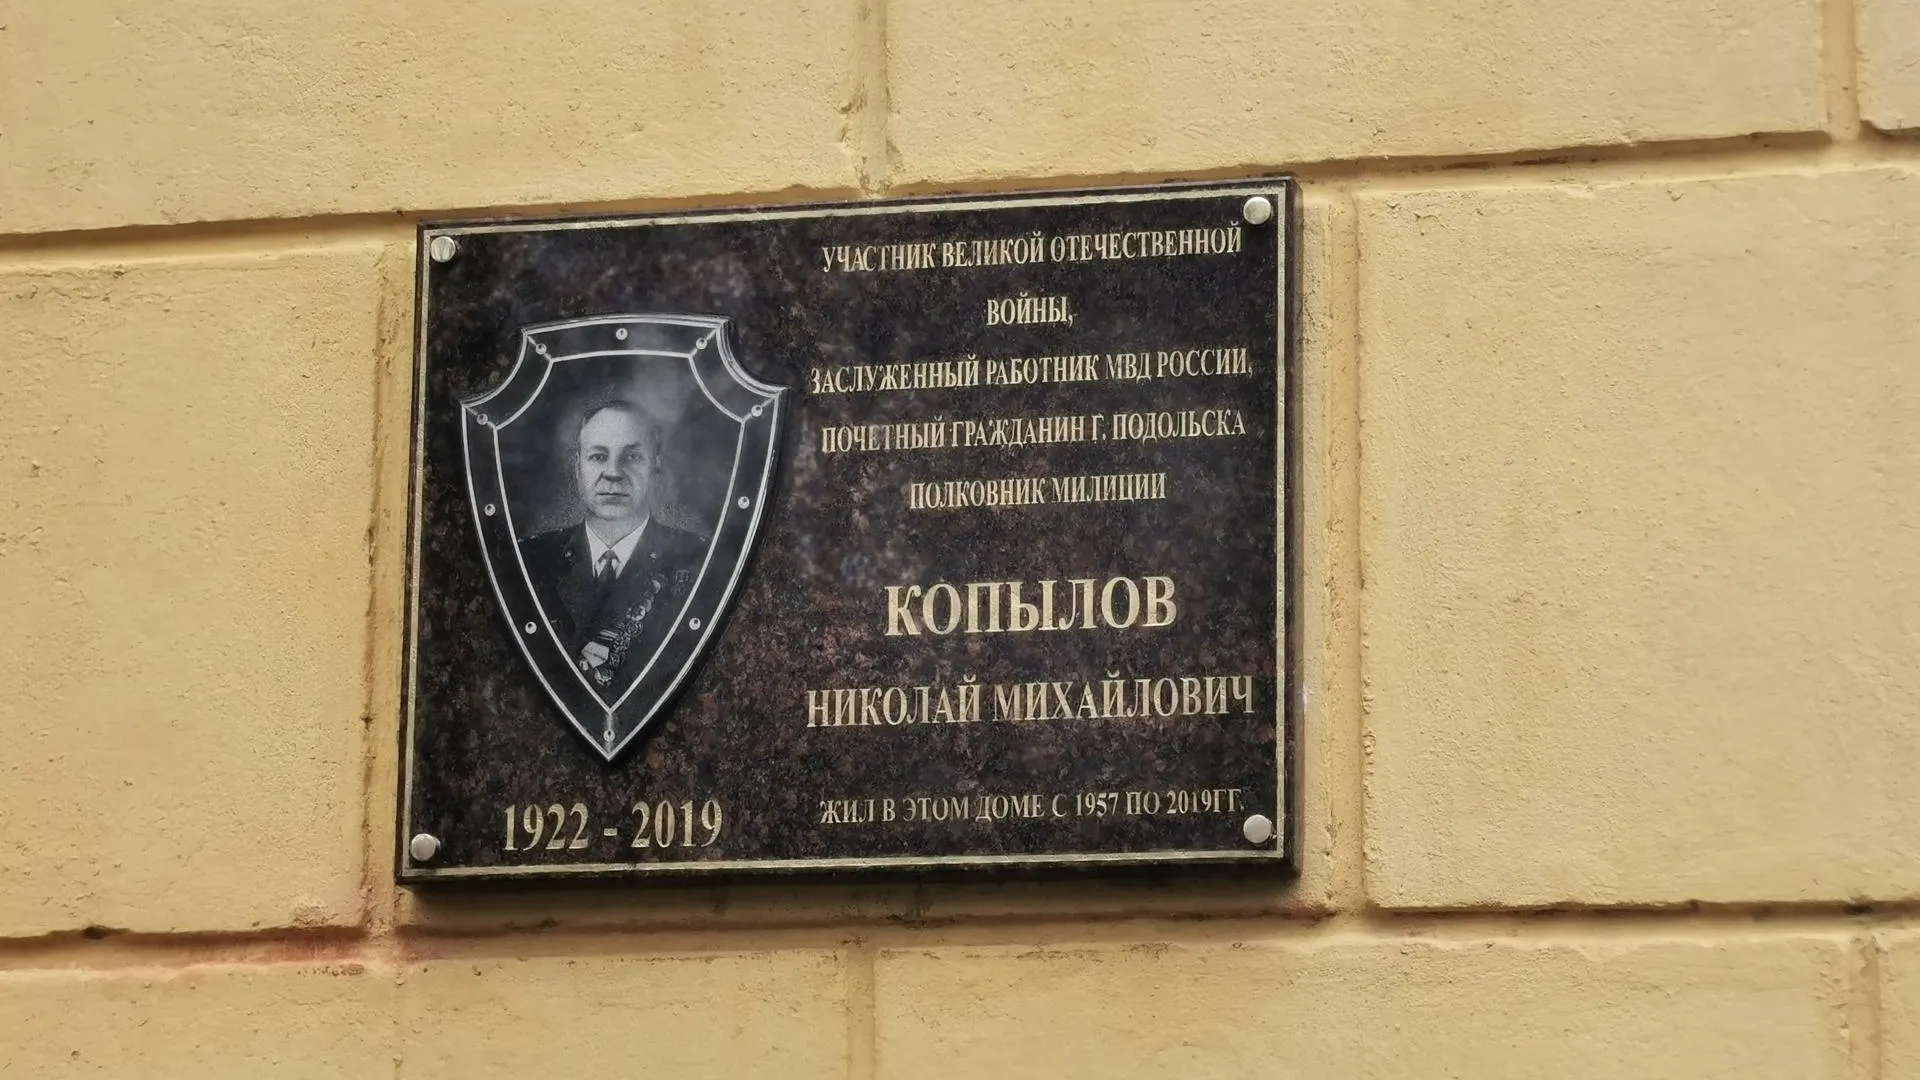 УЧАСТНИК ВЕЛИКОЙ ОТЕЧЕСТВЕННОЙ
ВОЙНЫ,
ЗАСЛУЖЕННЫЙ РАБОТНИК МВД РОССИИ,
ПОЧЕТНЫЙ ГРАЖДАНИН Г. ПОДОЛЬСКА
ПОЛКОВНИК МИЛИЦИИ
КОПЫЛОВ
НИКОЛАЙ МИХАЙЛОВИЧ
1922 - 2019
ЖИЛ В ЭТОМ ДОМЕ С 1957 ПО 2019ГГ.